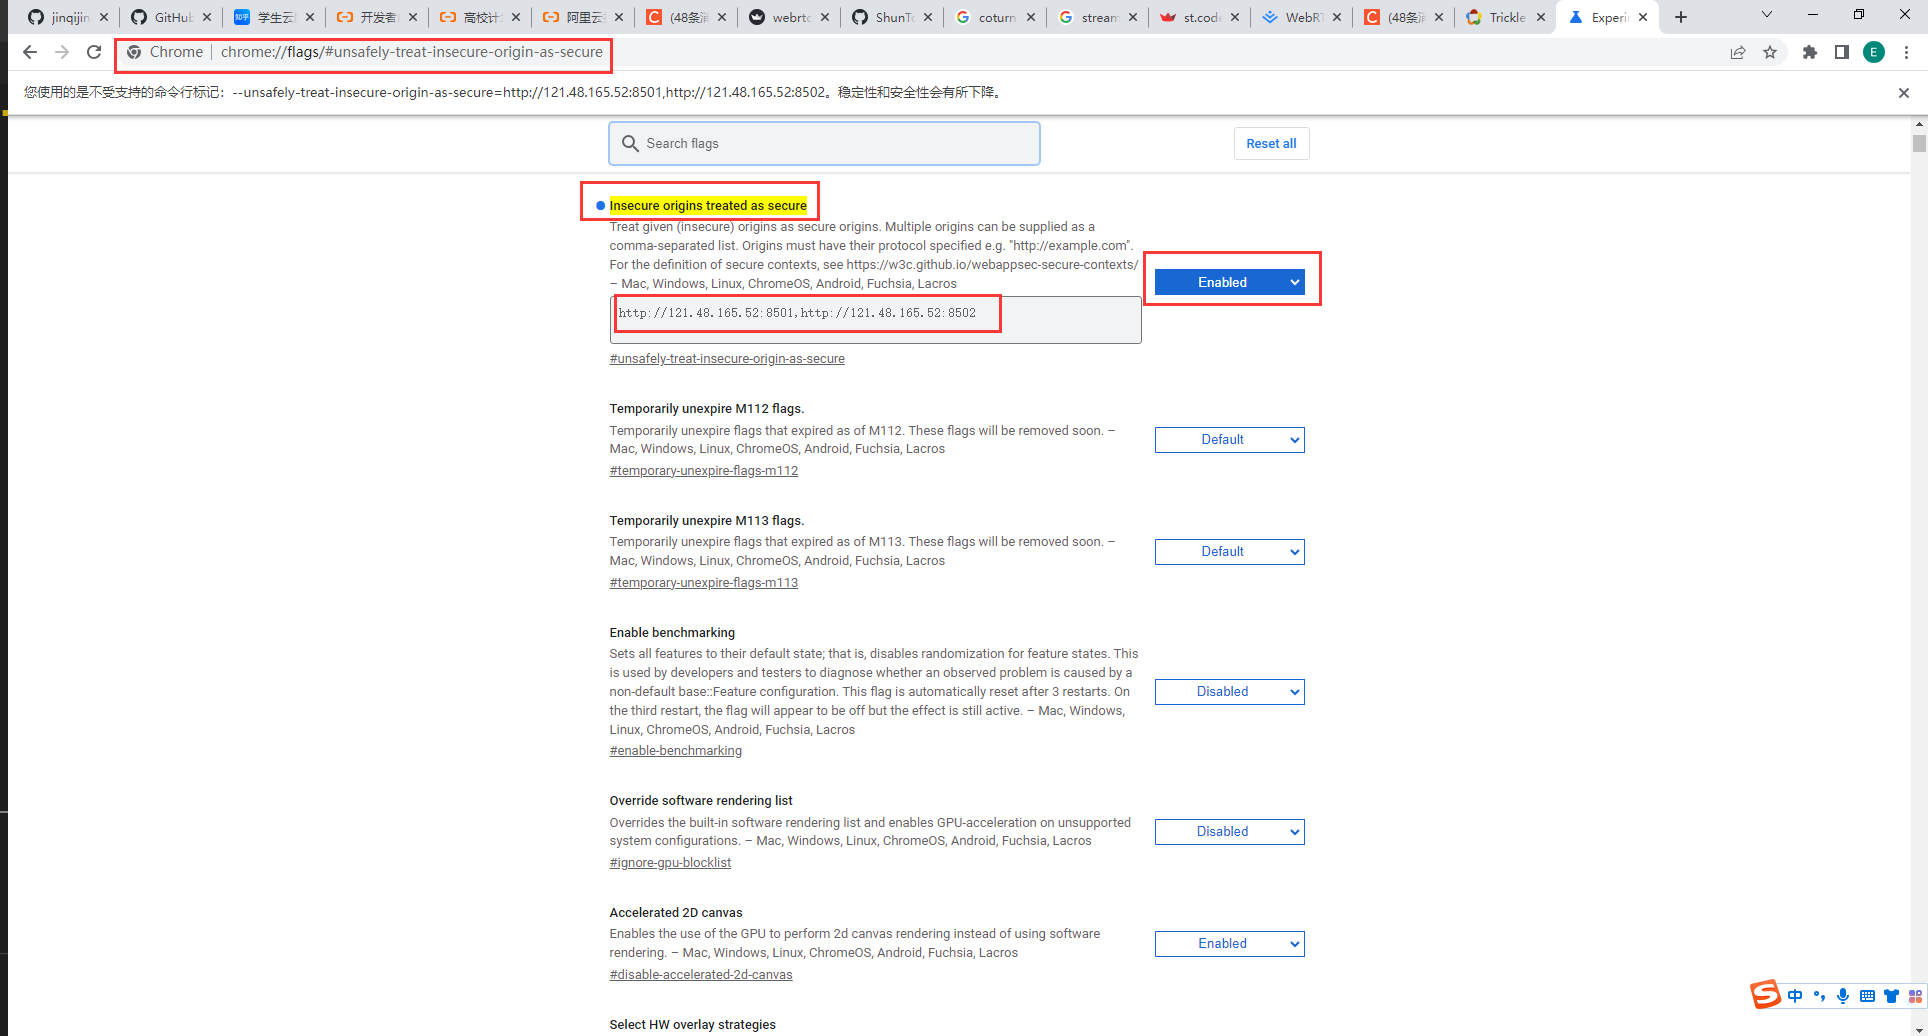 jinqijin
GitHub
知乎 学生云
开发者
高校计
阿里云
C (48条消
webrtc
ShunTo
coturn
stream
st.code
WebRT
C (48条消
Trickle
Experi
Chrome | chrome://flags/#unsafely-treat-insecure-origin-as-secure
E
您使用的是不受支持的命令行标记：--unsafely-treat-insecure-origin-as-secure=http://121.48.165.52:8501,http://121.48.165.52:8502。稳定性和安全性会有所下降。
Search flags
Reset all
Insecure origins treated as secure
Treat given (insecure) origins as secure origins. Multiple origins can be supplied as a
comma-separated list. Origins must have their protocol specified e.g. "http://example.com".
For the definition of secure contexts, see https://w3c.github.io/webappsec-secure-contexts/
– Mac, Windows, Linux, ChromeOS, Android, Fuchsia, Lacros
Enabled
http://121.48.165.52:8501,http://121.48.165.52:8502
#unsafely-treat-insecure-origin-as-secure
Temporarily unexpire M112 flags.
Temporarily unexpire flags that expired as of M112. These flags will be removed soon. –
Mac, Windows, Linux, ChromeOS, Android, Fuchsia, Lacros
Default
#temporary-unexpire-flags-m112
Temporarily unexpire M113 flags.
Temporarily unexpire flags that expired as of M113. These flags will be removed soon. –
Mac, Windows, Linux, ChromeOS, Android, Fuchsia, Lacros
Default
#temporary-unexpire-flags-m113
Enable benchmarking
Sets all features to their default state; that is, disables randomization for feature states. This
is used by developers and testers to diagnose whether an observed problem is caused by a
non-default base::Feature configuration. This flag is automatically reset after 3 restarts. On
the third restart, the flag will appear to be off but the effect is still active. – Mac, Windows,
Linux, ChromeOS, Android, Fuchsia, Lacros
Disabled
#enable-benchmarking
Override software rendering list
Overrides the built-in software rendering list and enables GPU-acceleration on unsupported
system configurations. – Mac, Windows, Linux, ChromeOS, Android, Fuchsia, Lacros
Disabled
#ignore-gpu-blocklist
Accelerated 2D canvas
Enables the use of the GPU to perform 2d canvas rendering instead of using software
rendering. – Mac, Windows, Linux, ChromeOS, Android, Fuchsia, Lacros
Enabled
#disable-accelerated-2d-canvas
S 中
Select HW overlay strategies